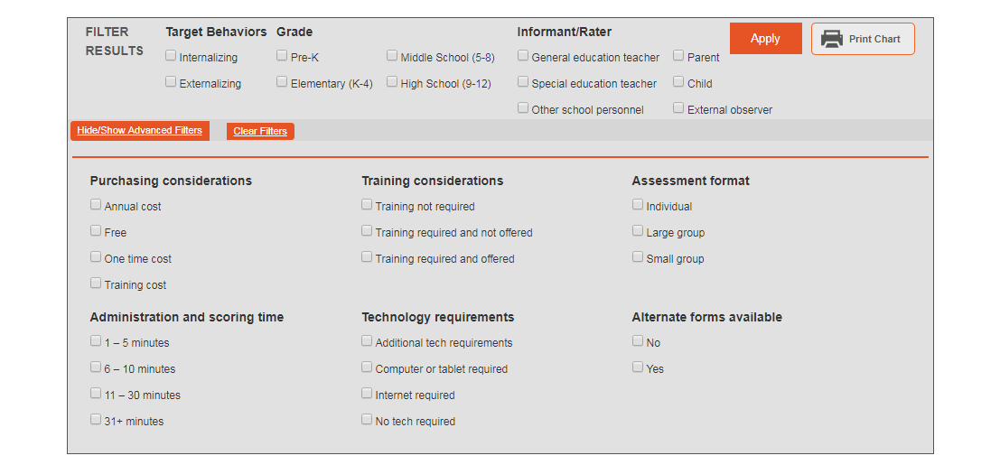 FILTER RESULTS
Target Behaviors
Internalizing
Externalizing
Grade
Pre-K
Elementary (K-4)
Middle School (5-8)
High School (9-12)
Informant/Rater
General education teacher
Special education teacher
Other school personnel
Parent
Child
External observer
Apply
Print Chart
Hide/Show Advanced Filters
Clear Filters
Purchasing considerations
Annual cost
Free
One time cost
Training cost
Training considerations
Training not required
Training required and not offered
Training required and offered
Assessment format
Individual
Large group
Small group
Administration and scoring time
1 – 5 minutes
6 – 10 minutes
11 – 30 minutes
31+ minutes
Technology requirements
Additional tech requirements
Computer or tablet required
Internet required
No tech required
Alternate forms available
No
Yes